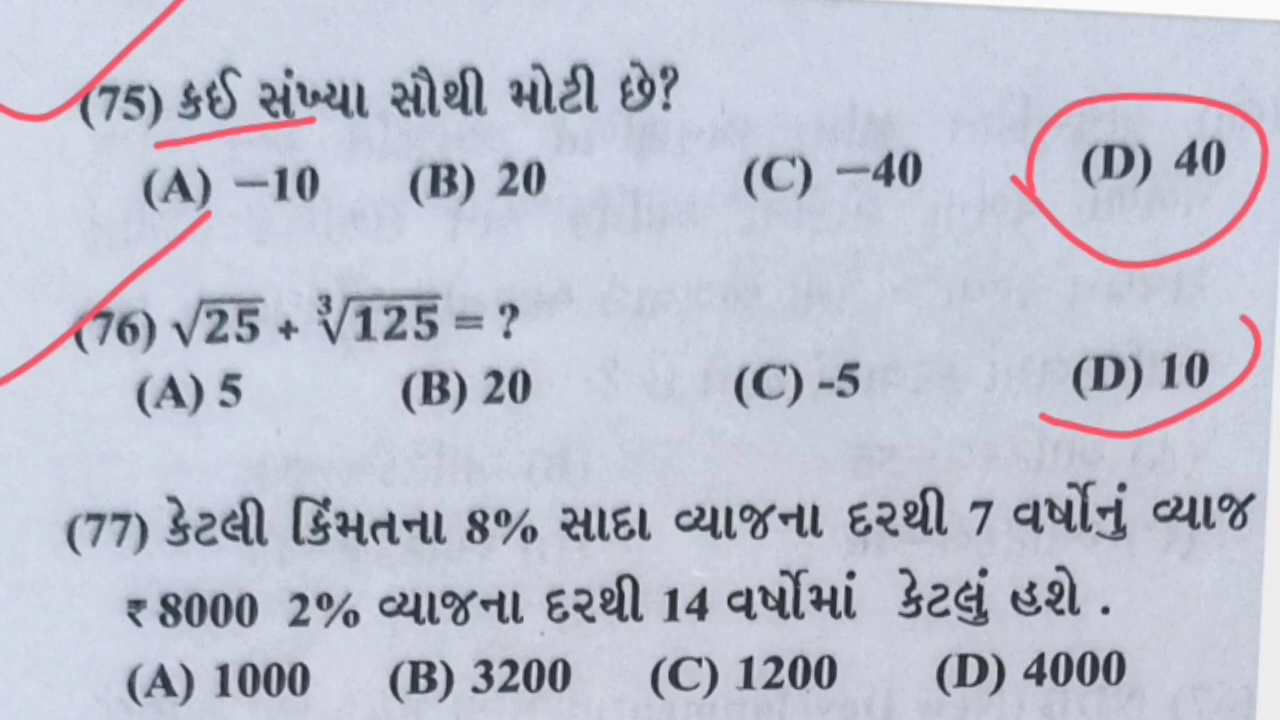 (75) કઈ સંખ્યા સૌથી મોટી છે?
(A) −10 (B) 20 (C) −40 (D) 40
(76) √25 + ∛125 = ?
(A) 5 (B) 20 (C) -5 (D) 10
(77) કેટલી કિંમતના 8% સાદા વ્યાજના દરથી 7 વર્ષોનું વ્યાજ
₹ 8000 2% વ્યાજના દરથી 14 વર્ષોમાં કેટલું હશે .
(A) 1000 (B) 3200 (C) 1200 (D) 4000